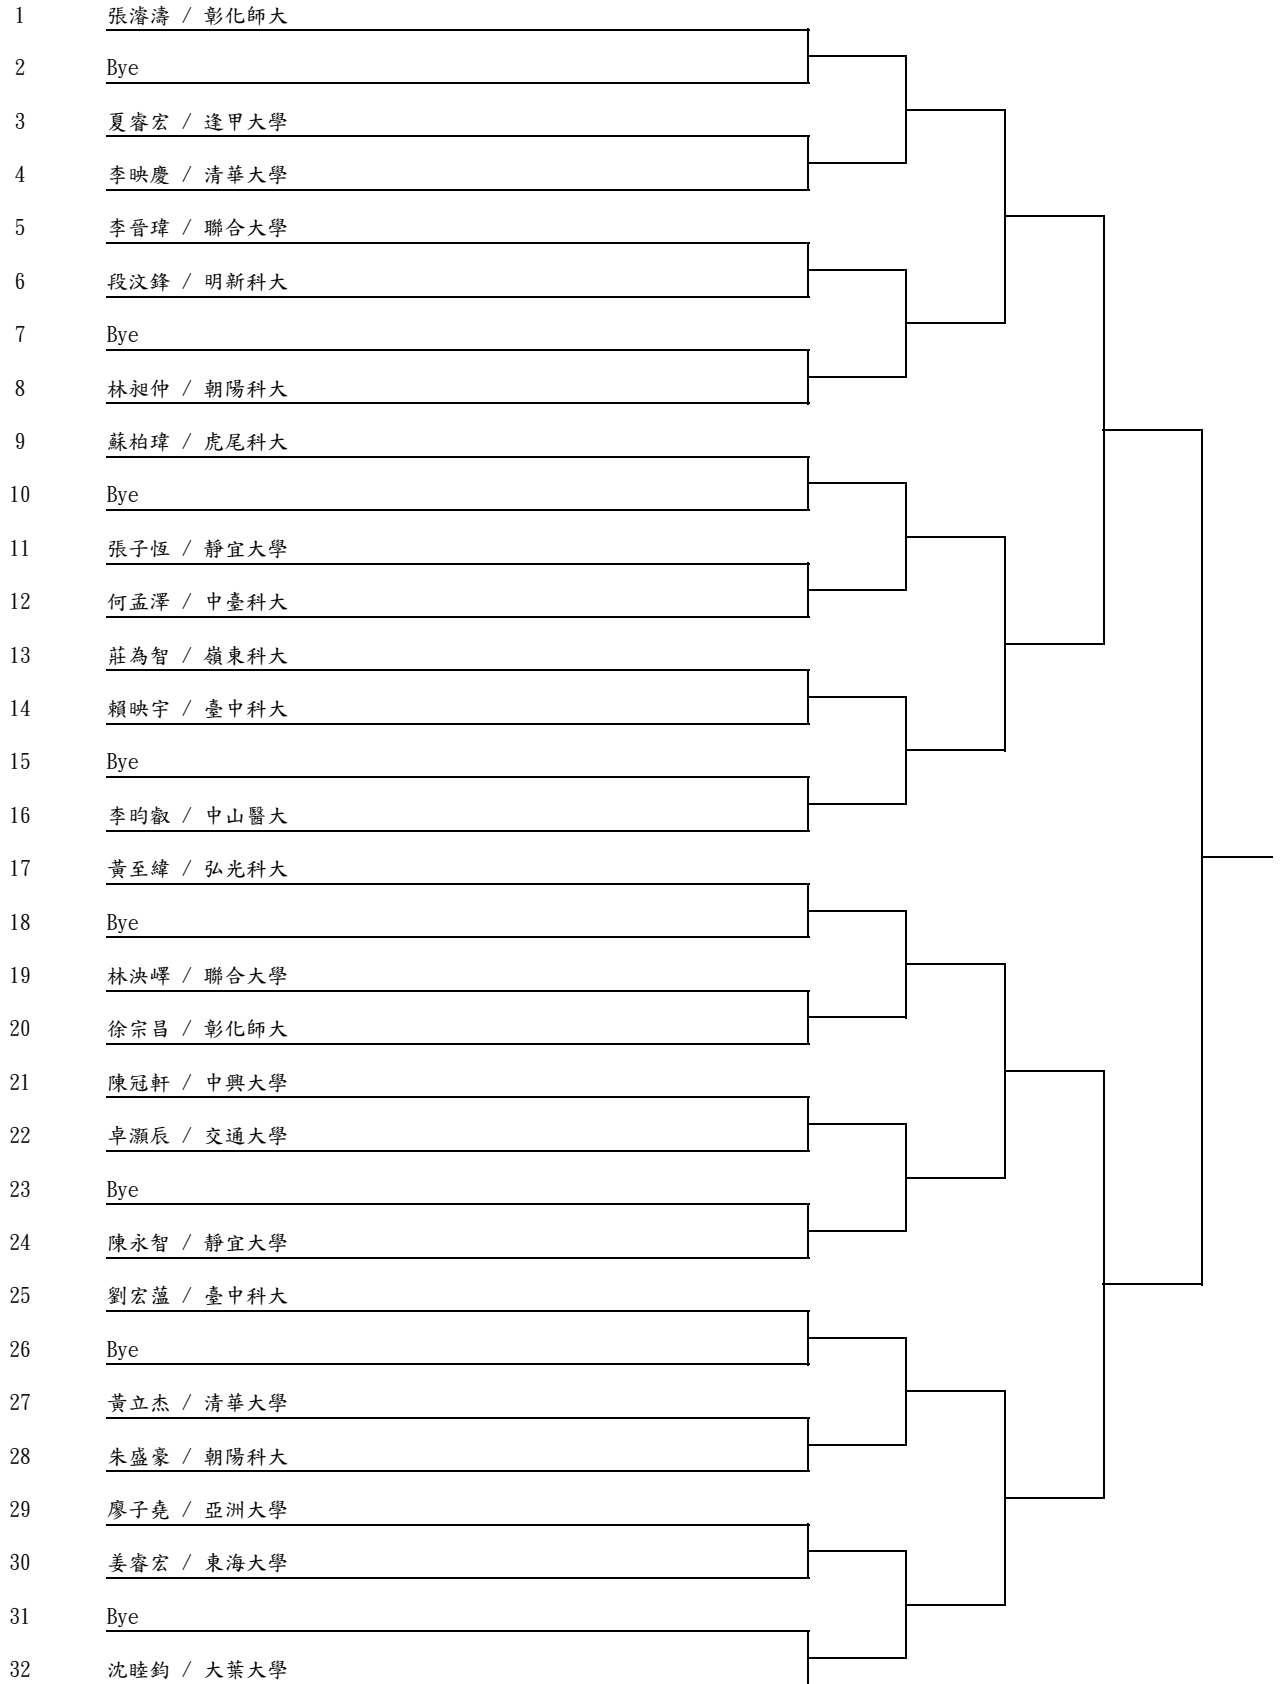 1 張濬濤 / 彰化師大
2 Bye
3 夏睿宏 / 逢甲大學
4 李映慶 / 清華大學
5 李晉瑋 / 聯合大學
6 段汶鋒 / 明新科大
7 Bye
8 林昶仲 / 朝陽科大
9 蘇柏瑋 / 虎尾科大
10 Bye
11 張子恆 / 靜宜大學
12 何孟澤 / 中臺科大
13 莊為智 / 嶺東科大
14 賴映宇 / 臺中科大
15 Bye
16 李昀叡 / 中山醫大
17 黃至緯 / 弘光科大
18 Bye
19 林泱嶧 / 聯合大學
20 徐宗昌 / 彰化師大
21 陳冠軒 / 中興大學
22 卓灝辰 / 交通大學
23 Bye
24 陳永智 / 靜宜大學
25 劉宏薀 / 臺中科大
26 Bye
27 黃立杰 / 清華大學
28 朱盛豪 / 朝陽科大
29 廖子堯 / 亞洲大學
30 姜睿宏 / 東海大學
31 Bye
32 沈睦鈞 / 大葉大學